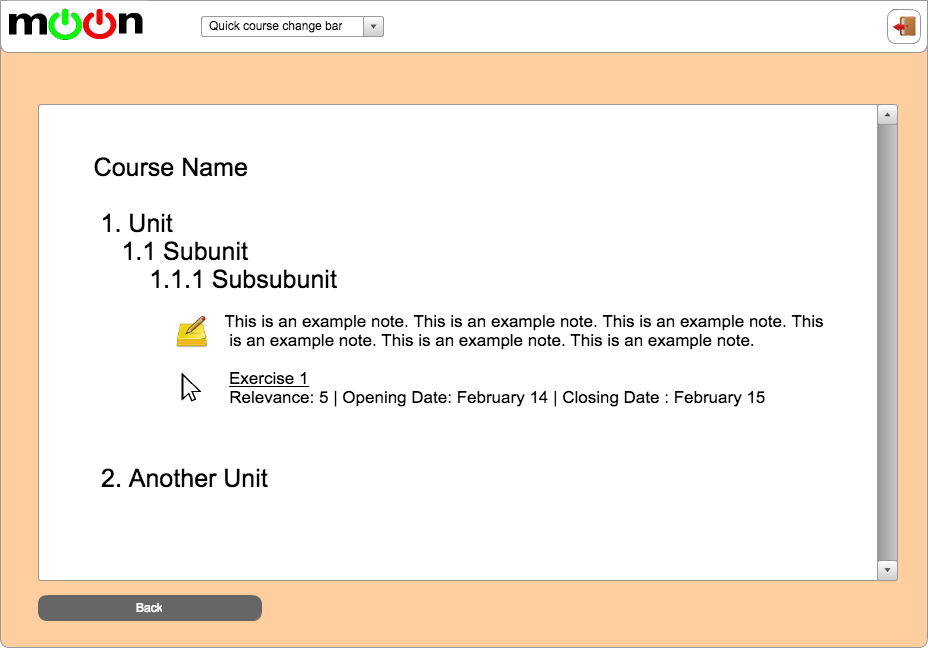 moon
Quick course change bar
Course Name
1. Unit
1.1 Subunit
1.1.1 Subsubunit
This is an example note. This is an example note. This is an example note. This
is an example note. This is an example note. This is an example note.
Exercise 1
Relevance: 5 | Opening Date: February 14 | Closing Date : February 15
2. Another Unit
Back